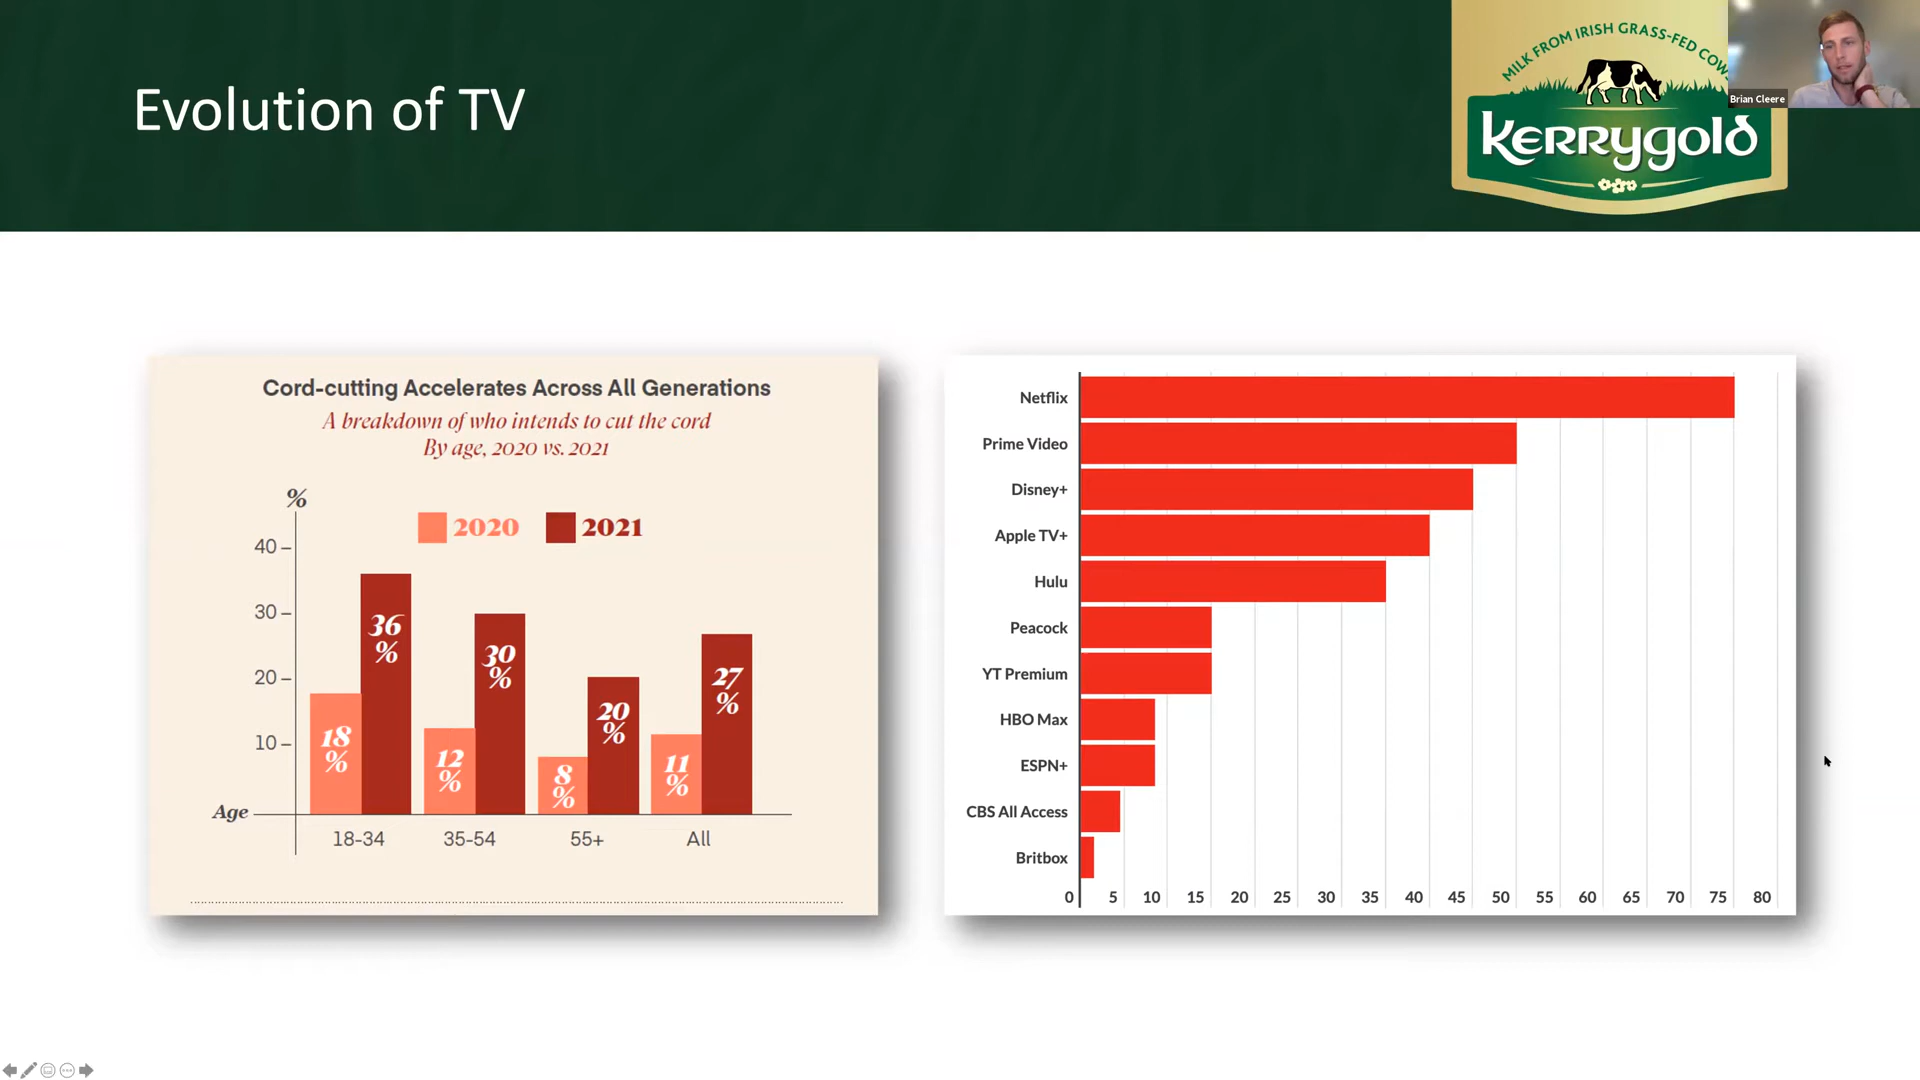 Evolution of TV
MILK FROM IRISH GRASS-FED COWS
Kerrygold
Brian Cleere
Cord-cutting Accelerates Across All Generations
A breakdown of who intends to cut the cord
By age, 2020 vs. 2021
%
2020
2021
40
30
20
10
36
%
30
%
27
%
20
%
18
%
12
%
8
%
11
%
Age
18-34
35-54
55+
All
Netflix
Prime Video
Disney+
Apple TV+
Hulu
Peacock
YT Premium
HBO Max
ESPN+
CBS All Access
Britbox
0 5 10 15 20 25 30 35 40 45 50 55 60 65 70 75 80